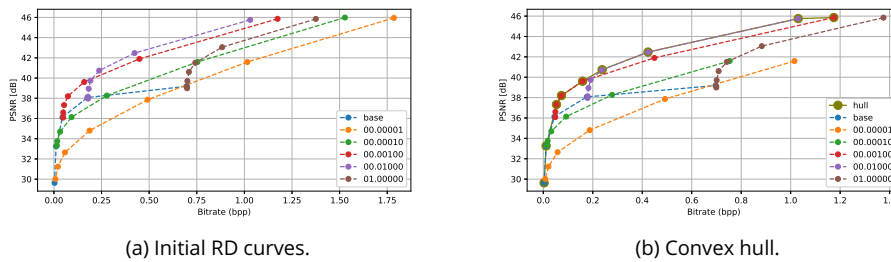 46
44
42
40
38
36
34
32
30
PSNR [dB]
0.00 0.25 0.50 0.75 1.00 1.25 1.50 1.75
Bitrate (bpp)
base
00.00001
00.00010
00.00100
00.01000
01.00000
(a) Initial RD curves.
46
44
42
40
38
36
34
32
30
PSNR [dB]
0.0 0.2 0.4 0.6 0.8 1.0 1.2
Bitrate (bpp)
hull
base
00.00001
00.00010
00.00100
00.01000
01.00000
(b) Convex hull.